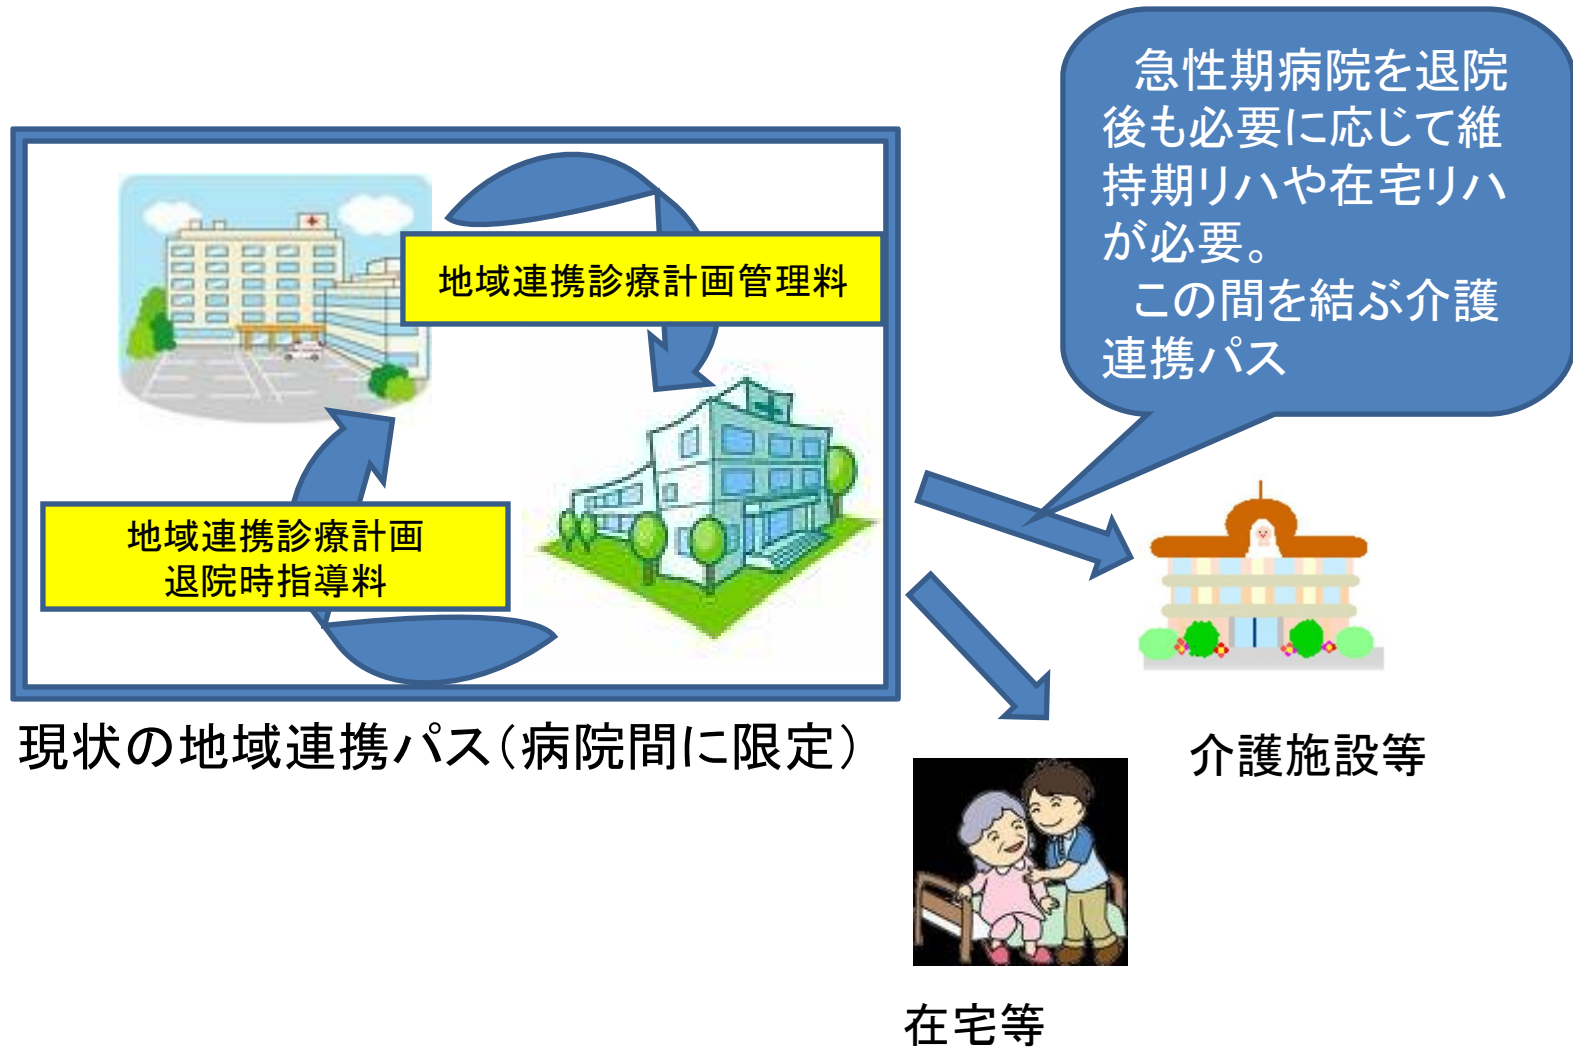 急性期病院を退院
後も必要に応じて維
持期リハや在宅リハ
が必要。
この間を結ぶ介護
連携パス
地域連携診療計画管理料
地域連携診療計画
退院時指導料
現状の地域連携パス（病院間に限定）
介護施設等
在宅等